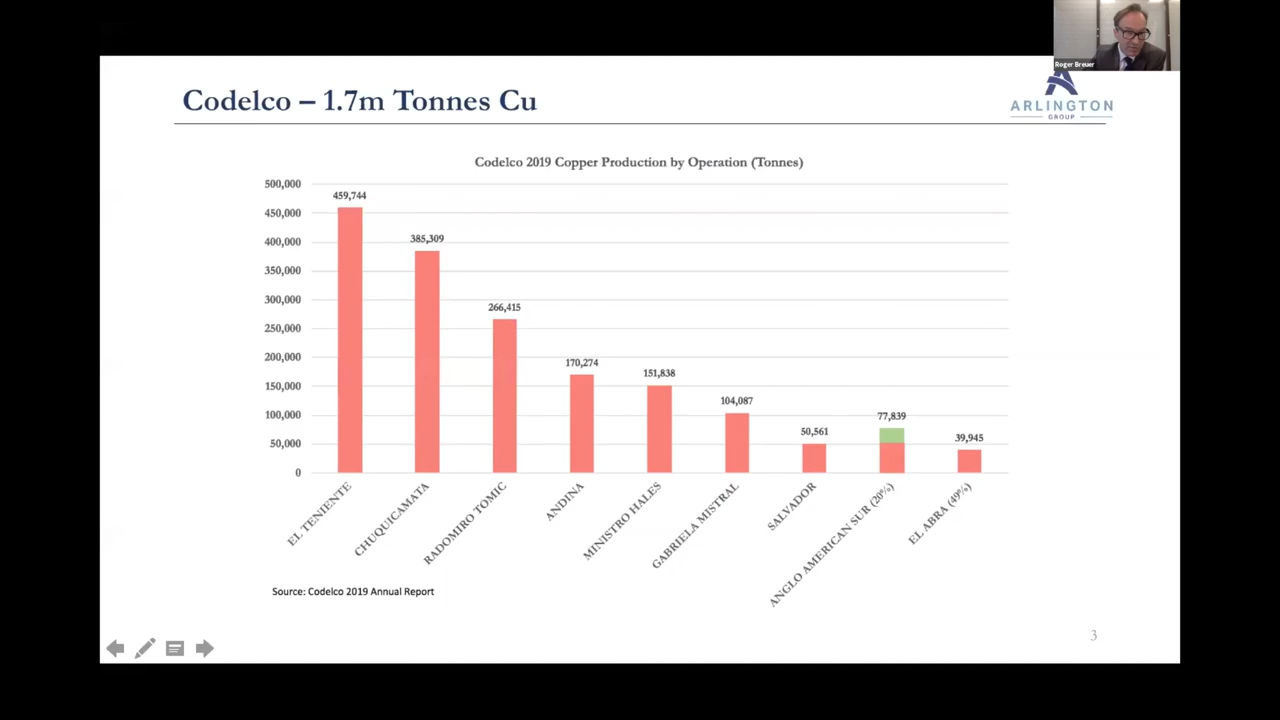 Roger Breuer
Codelco – 1.7m Tonnes Cu
ARLINGTON
GROUP
Codelco 2019 Copper Production by Operation (Tonnes)
500,000
450,000
400,000
350,000
300,000
250,000
200,000
150,000
100,000
50,000
0
459,744
385,309
266,415
170,274
151,838
104,087
50,561
77,839
39,945
EL TENIENTE
CHUQUICAMATA
RADOMIRO TOMIC
ANDINA
MINISTRO HALES
GABRIELA MISTRAL
SALVADOR
ANGLO AMERICAN SUR (20%)
EL ABRA (49%)
Source: Codelco 2019 Annual Report
3